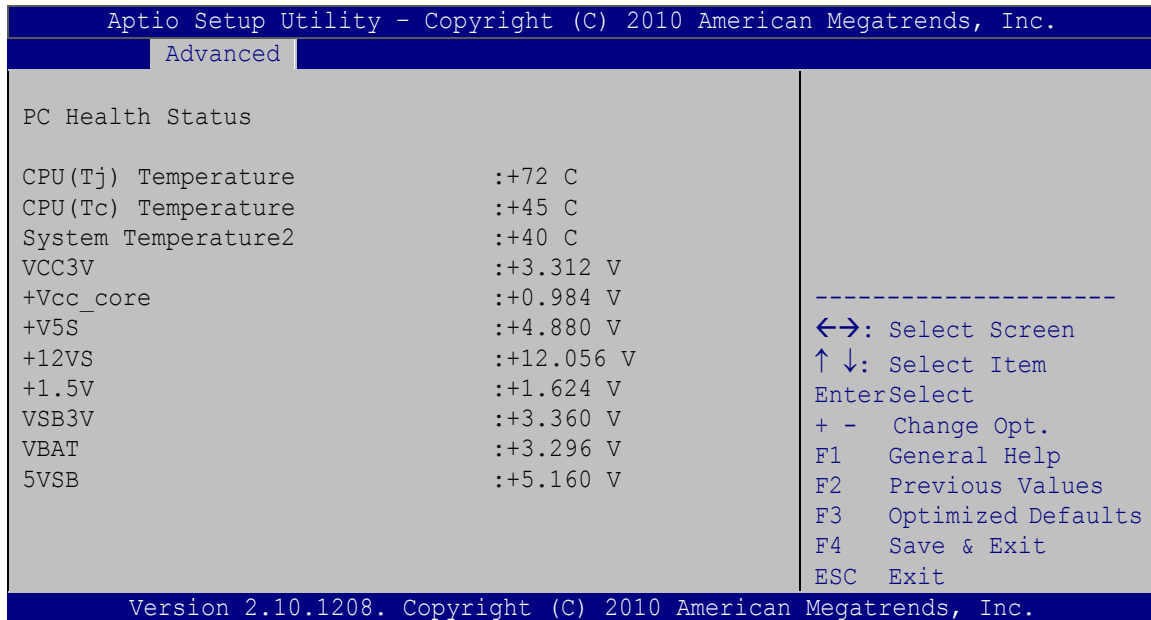 Aptio Setup Utility – Copyright (C) 2010 American Megatrends, Inc.
Advanced
PC Health Status
CPU(Tj) Temperature :+72 C
CPU(Tc) Temperature :+45 C
System Temperature2 :+40 C
VCC3V :+3.312 V
+Vcc_core :+0.984 V
+V5S :+4.880 V
+12VS :+12.056 V
+1.5V :+1.624 V
VSB3V :+3.360 V
VBAT :+3.296 V
5VSB :+5.160 V
---------------------
←→: Select Screen
↑ ↓: Select Item
EnterSelect
+ - Change Opt.
F1 General Help
F2 Previous Values
F3 Optimized Defaults
F4 Save & Exit
ESC Exit
Version 2.10.1208. Copyright (C) 2010 American Megatrends, Inc.